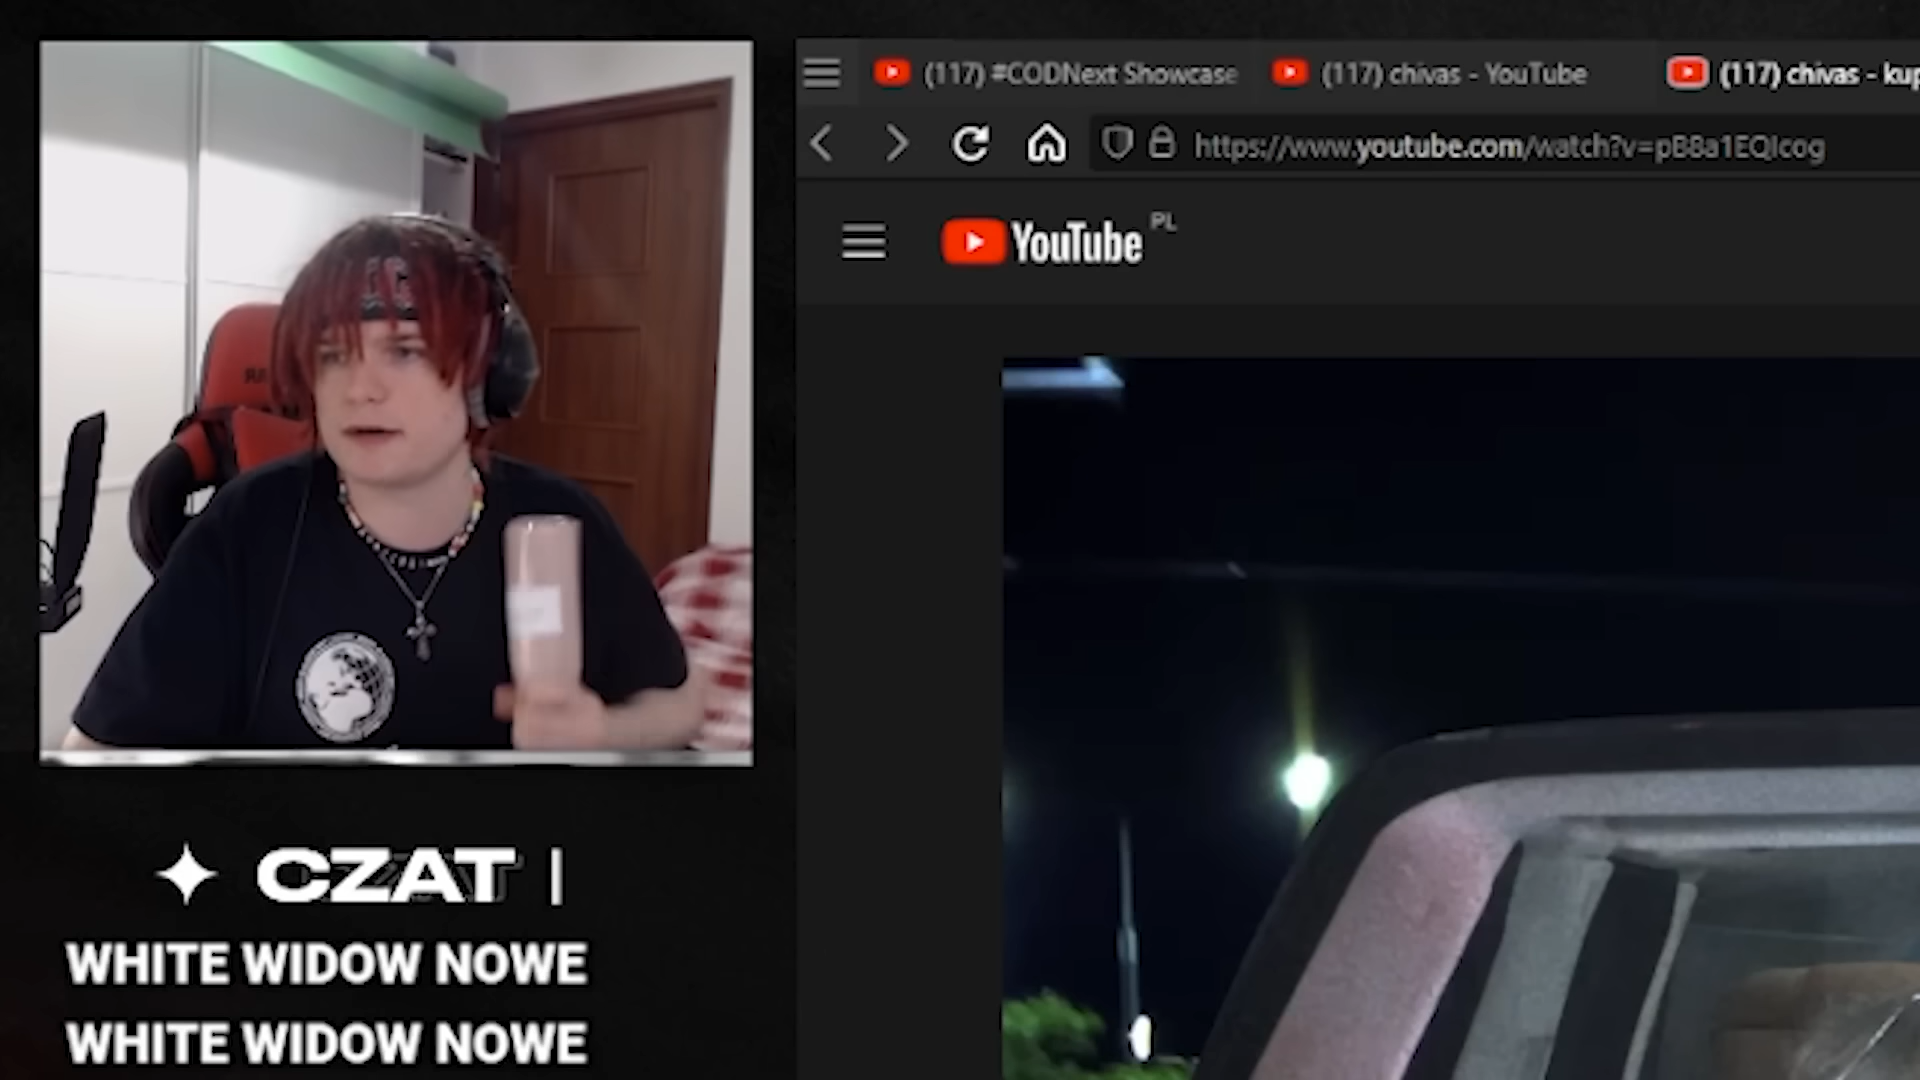 (117) #CODNext Showcase
(117) chivas - YouTube
(117) chivas - kup
https://www.youtube.com/watch?v=pB8a1EQIcog
YouTube PL
CZAT |
WHITE WIDOW NOWE
WHITE WIDOW NOWE